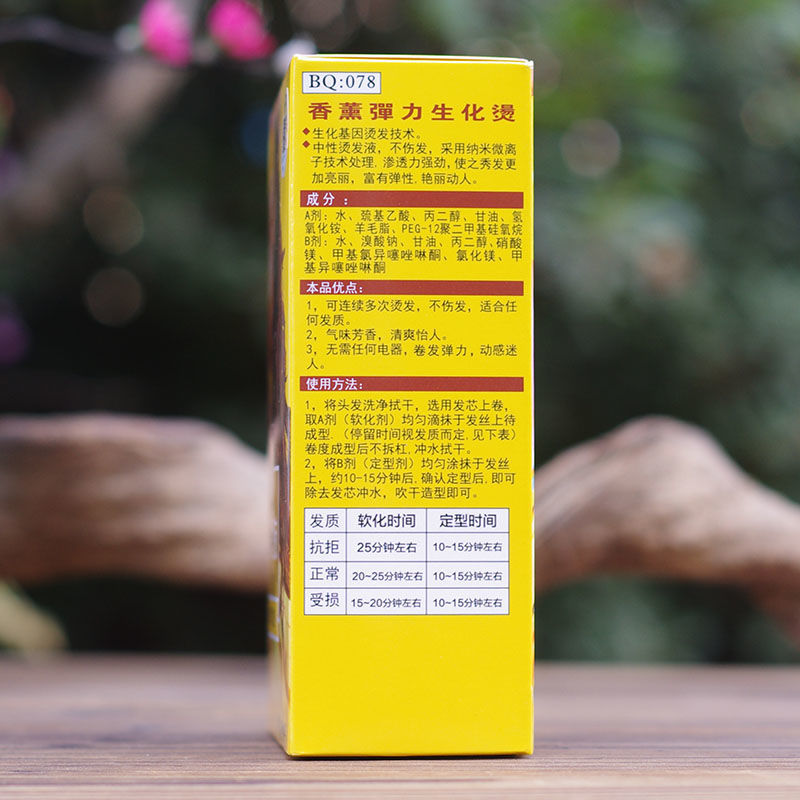 BQ:078
香薰彈力生化燙
◆生化基因烫发技术。
◆中性烫发液，不伤发，采用纳米微离
子技术处理，渗透力强劲，使之秀发更
加亮丽，富有弹性，艳丽动人。
成分：
A剂：水、巯基乙酸、丙二醇、甘油、氢
氧化铵、羊毛脂、PEG-12聚二甲基硅氧烷
B剂：水、溴酸钠、甘油、丙二醇、硝酸
镁、甲基氯异噻唑啉酮、氯化镁、甲
基异噻唑啉酮
本品优点：
1，可连续多次烫发，不伤发，适合任
何发质。
2，气味芳香，清爽怡人。
3，无需任何电器，卷发弹力，动感迷
人。
使用方法：
1，将头发洗净拭干，选用发芯上卷，
取A剂（软化剂）均匀滴抹于发丝上待
成型.（停留时间视发质而定，见下表）
卷度成型后不拆杠，冲水拭干。
2，将B剂（定型剂）均匀涂抹于发丝
上，约10-15分钟后，确认定型后，即可
除去发芯冲水，吹干造型即可。
发质 软化时间 定型时间
抗拒 25分钟左右 10~15分钟左右
正常 20~25分钟左右 10~15分钟左右
受损 15~20分钟左右 10~15分钟左右